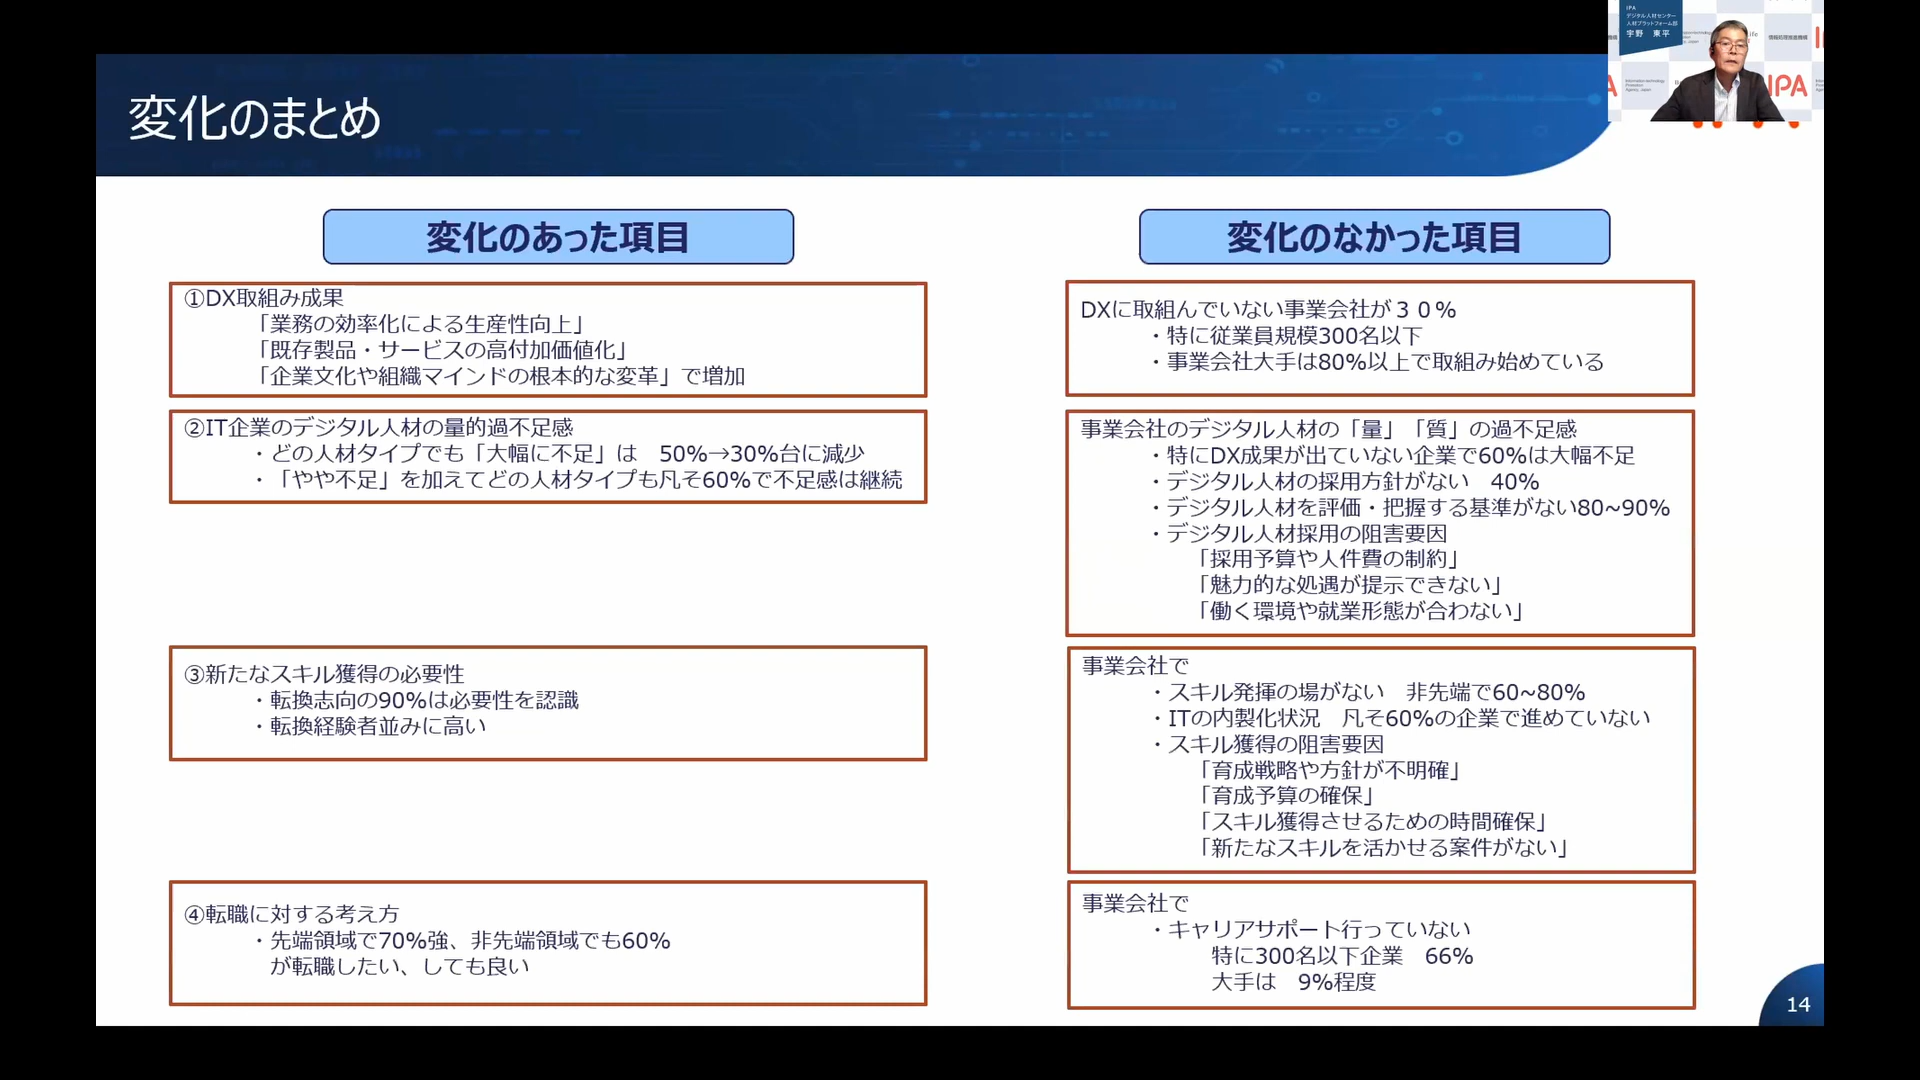 変化のまとめ
IPA
デジタル人材センター
人材プラットフォーム部
宇野 東平
IPA
変化のあった項目
①DX取組み成果
「業務の効率化による生産性向上」
「既存製品・サービスの高付加価値化」
「企業文化や組織マインドの根本的な変革」で増加
②IT企業のデジタル人材の量的過不足感
・どの人材タイプでも「大幅に不足」は 50%→30%台に減少
・「やや不足」を加えてどの人材タイプも凡そ60%で不足感は継続
③新たなスキル獲得の必要性
・転換志向の90%は必要性を認識
・転換経験者並みに高い
④転職に対する考え方
・先端領域で70%強、非先端領域でも60%
が転職したい、しても良い
変化のなかった項目
DXに取組んでいない事業会社が30%
・特に従業員規模300名以下
・事業会社大手は80%以上で取組み始めている
事業会社のデジタル人材の「量」「質」の過不足感
・特にDX成果が出ていない企業で60%は大幅不足
・デジタル人材の採用方針がない 40%
・デジタル人材を評価・把握する基準がない80~90%
・デジタル人材採用の阻害要因
「採用予算や人件費の制約」
「魅力的な処遇が提示できない」
「働く環境や就業形態が合わない」
事業会社で
・スキル発揮の場がない 非先端で60~80%
・ITの内製化状況 凡そ60%の企業で進めていない
・スキル獲得の阻害要因
「育成戦略や方針が不明確」
「育成予算の確保」
「スキル獲得させるための時間確保」
「新たなスキルを活かせる案件がない」
事業会社で
・キャリアサポート行っていない
特に300名以下企業 66%
大手は 9%程度
14